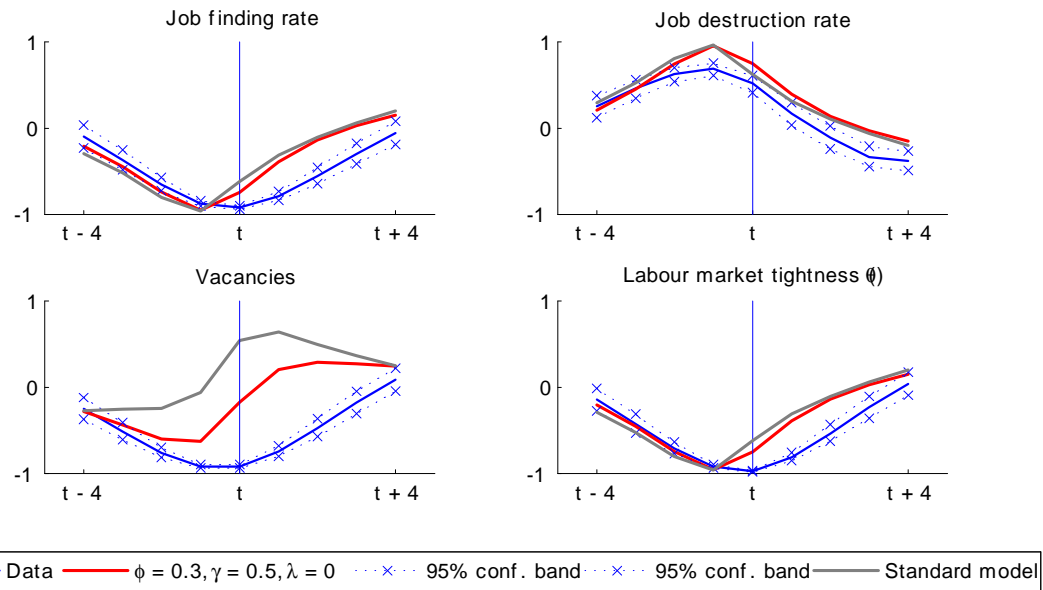 Job finding rate
Job destruction rate
1
0
-1
t - 4
t
t + 4
1
0
-1
t - 4
t
t + 4
Vacancies
Labour market tightness (θ)
1
0
-1
t - 4
t
t + 4
1
0
-1
t - 4
t
t + 4
Data
ϕ = 0.3, γ = 0.5, λ = 0
95% conf. band
95% conf. band
Standard model